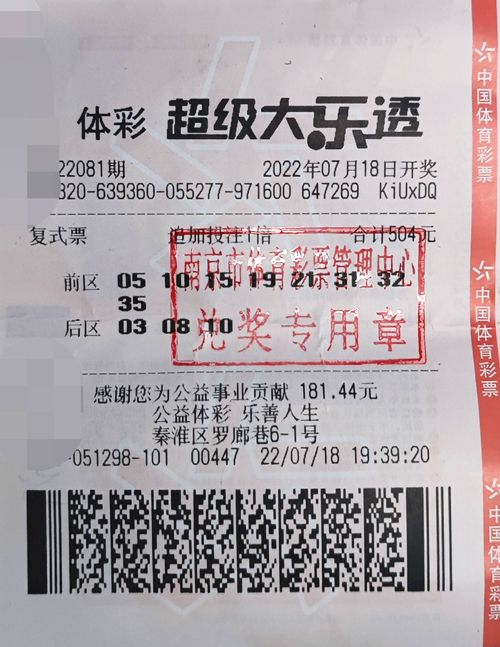 体彩 超级大乐透
22081期 2022年07月18日开奖
320-639360-055277-971600 647269 KiUxDQ
复式票 追加投注1倍 合计504元
南京市体育彩票管理中心
兑奖专用章
前区 05 10 15 19 21 31 32
35
后区 03 08 10
感谢您为公益事业贡献 181.44元
公益体彩 乐善人生
秦淮区罗廊巷6-1号
-051298-101 00447 22/07/18 19:39:20
中国体育彩票
中国体育彩票
中国体育彩票